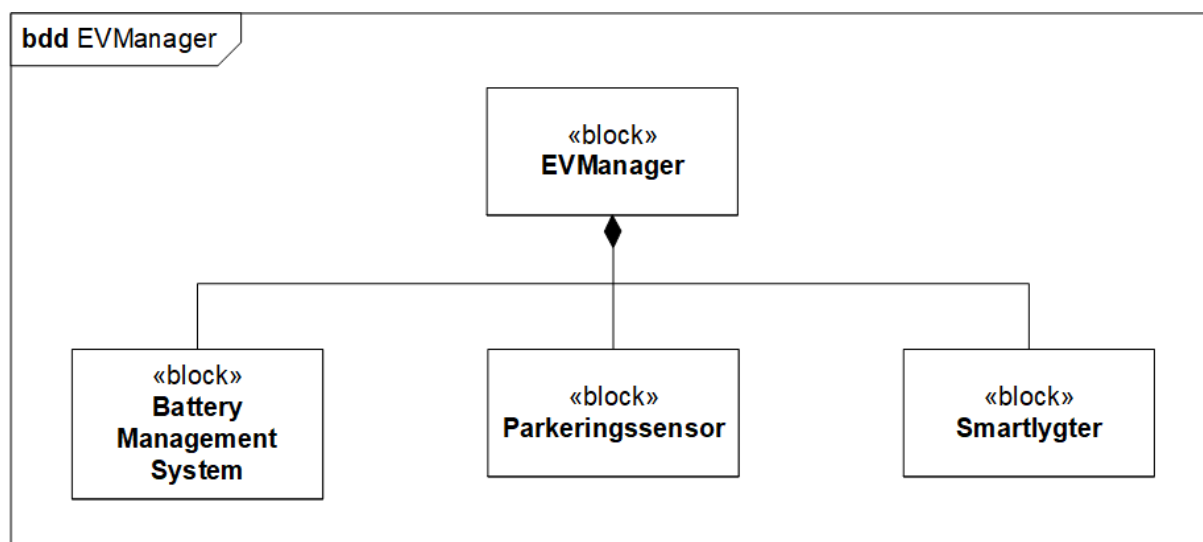 bdd EVManager
«block»
EVManager
«block»
Battery
Management
System
«block»
Parkeringssensor
«block»
Smartlygter